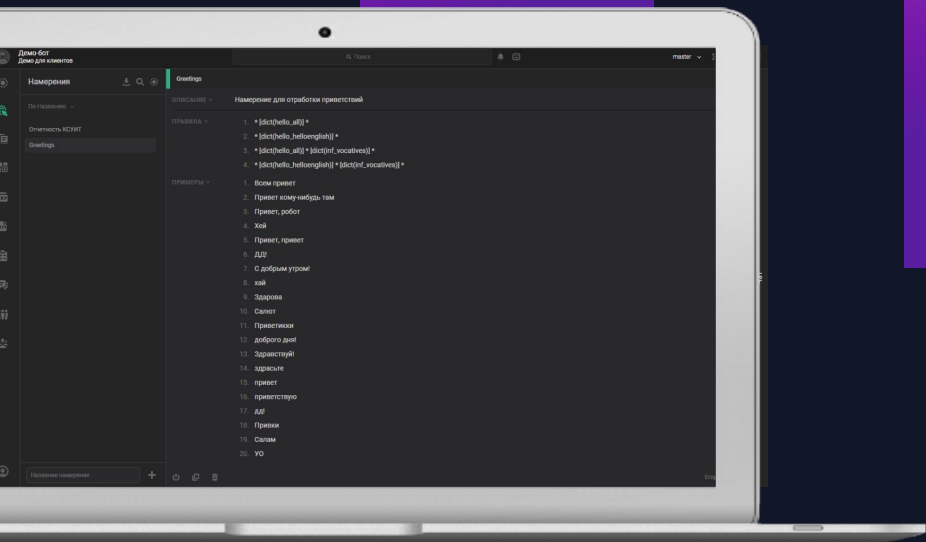 Демо-бот
Демо для клиентов
Поиск
master
Намерения
Greetings
По Названию
ОПИСАНИЕ
Намерение для отработки приветствий
Отчетность КСУИТ
Greetings
ПРАВИЛА
1. * [dict(hello_all)] *
2. * [dict(hello_helloenglish)] *
3. * [dict(hello_all)] * [dict(inf_vocatives)] *
4. * [dict(hello_helloenglish)] * [dict(inf_vocatives)] *
ПРИМЕРЫ
1. Всем привет
2. Привет кому-нибудь там
3. Привет, робот
4. Хей
5. Привет, привет
6. ДД!
7. С добрым утром!
8. хай
9. Здарова
10. Салют
11. Приветикки
12. доброго дня!
13. Здравствуй!
14. здрасьте
15. привет
16. приветствую
17. дд!
18. Привки
19. Салам
20. УО
Название намерения